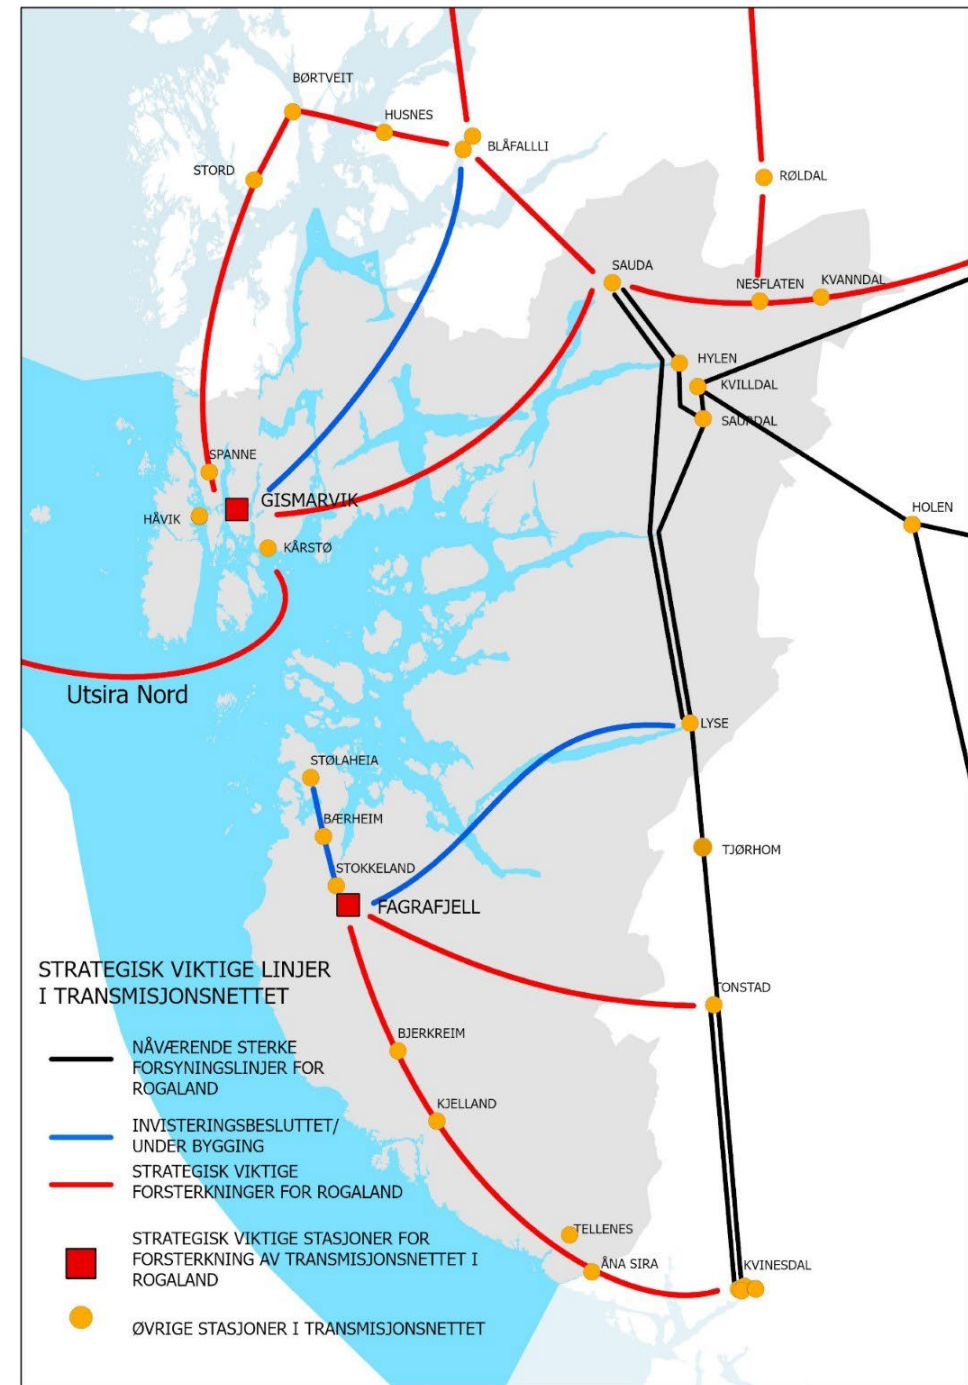 BØRTVEIT
HUSNES
BLÅFALLLI
STORD
RØLDAL
SAUDA
NESFLATEN
KVANNDAL
HYLEN
KVILLDAL
SAURDAL
SPANNE
GISMARVIK
HÅVIK
HOLEN
KÅRSTØ
Utsira Nord
LYSE
STØLAHEIA
BÆRHEIM
TJØRHOM
STOKKELAND
FAGRAFJELL
STRATEGISK VIKTIGE LINJER
I TRANSMISJONSNETTET
TONSTAD
BJERKREIM
NÅVÆRENDE STERKE
FORSYNINGSLINJER FOR
ROGALAND
KJELLAND
INVISTERINGSBESLUTTET/
UNDER BYGGING
STRATEGISK VIKTIGE
FORSTERKNINGER FOR ROGALAND
TELLENES
STRATEGISK VIKTIGE STASJONER FOR
FORSTERKNING AV TRANSMISJONSNETTET I
ROGALAND
ÅNA SIRA
KVINESDAL
ØVRIGE STASJONER I TRANSMISJONSNETTET